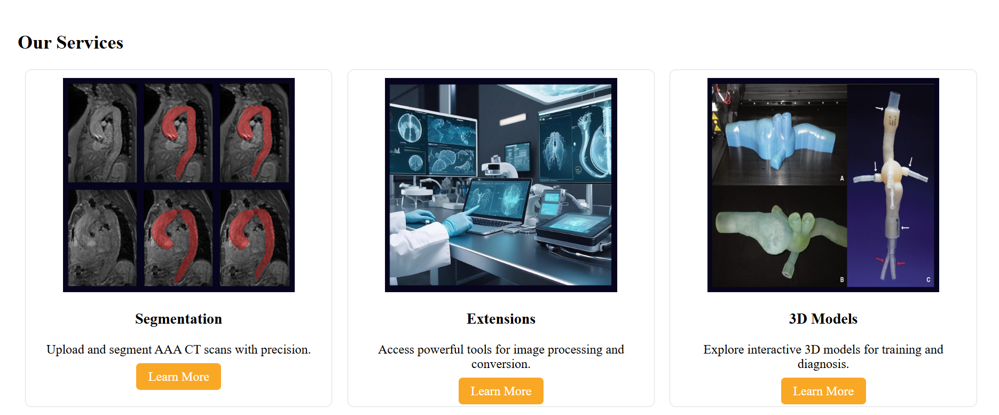 Our Services
A
B
C
Segmentation
Extensions
3D Models
Upload and segment AAA CT scans with precision.
Access powerful tools for image processing and
conversion.
Explore interactive 3D models for training and
diagnosis.
Learn More
Learn More
Learn More